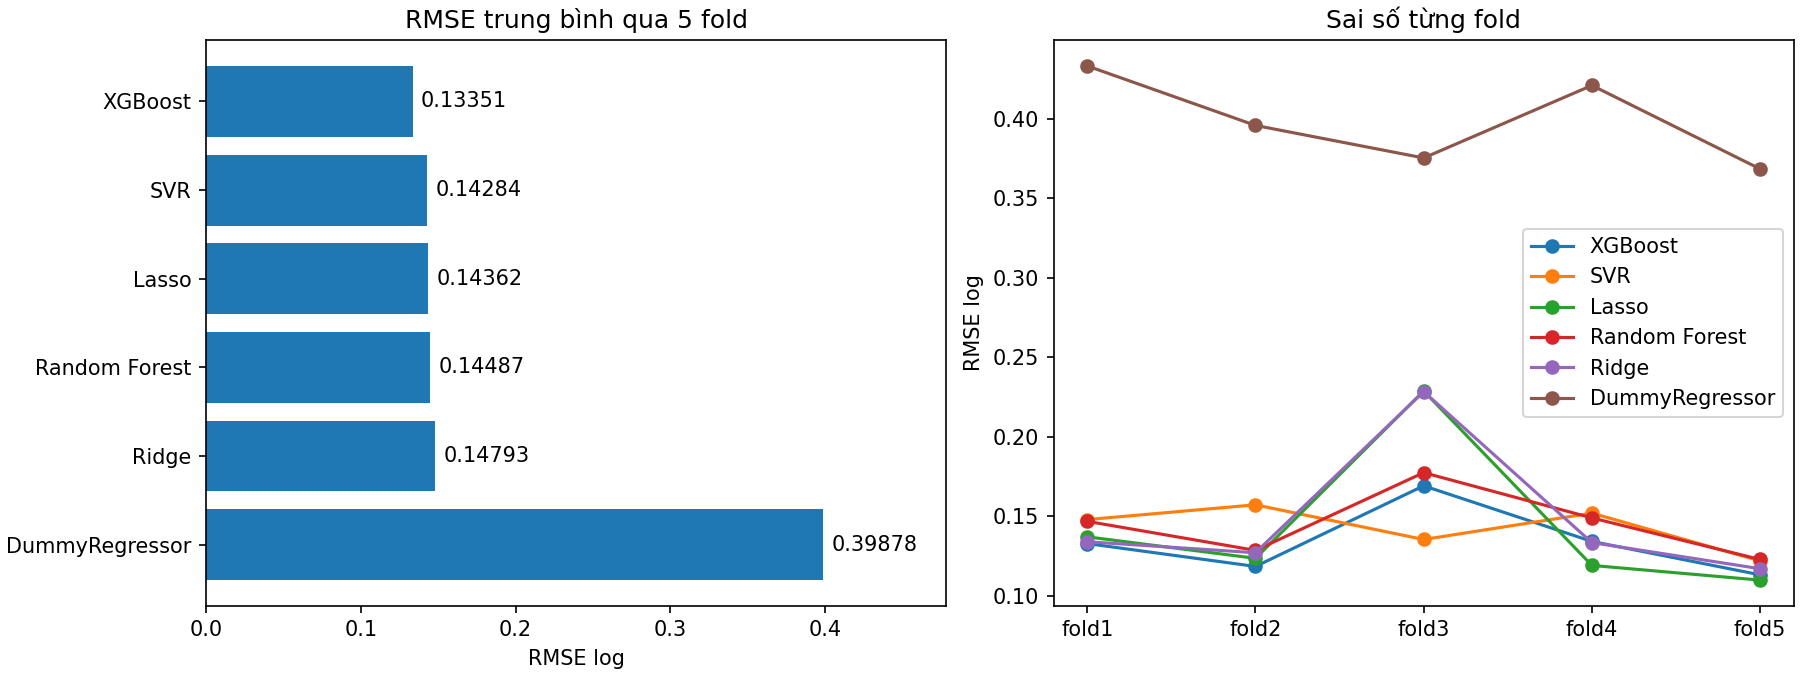 RMSE trung bình qua 5 fold
XGBoost
0.13351
SVR
0.14284
Lasso
0.14362
Random Forest
0.14487
Ridge
0.14793
DummyRegressor
0.39878
0.0
0.1
0.2
0.3
0.4
RMSE log
Sai số từng fold
RMSE log
0.40
0.35
0.30
0.25
0.20
0.15
0.10
XGBoost
SVR
Lasso
Random Forest
Ridge
DummyRegressor
fold1
fold2
fold3
fold4
fold5